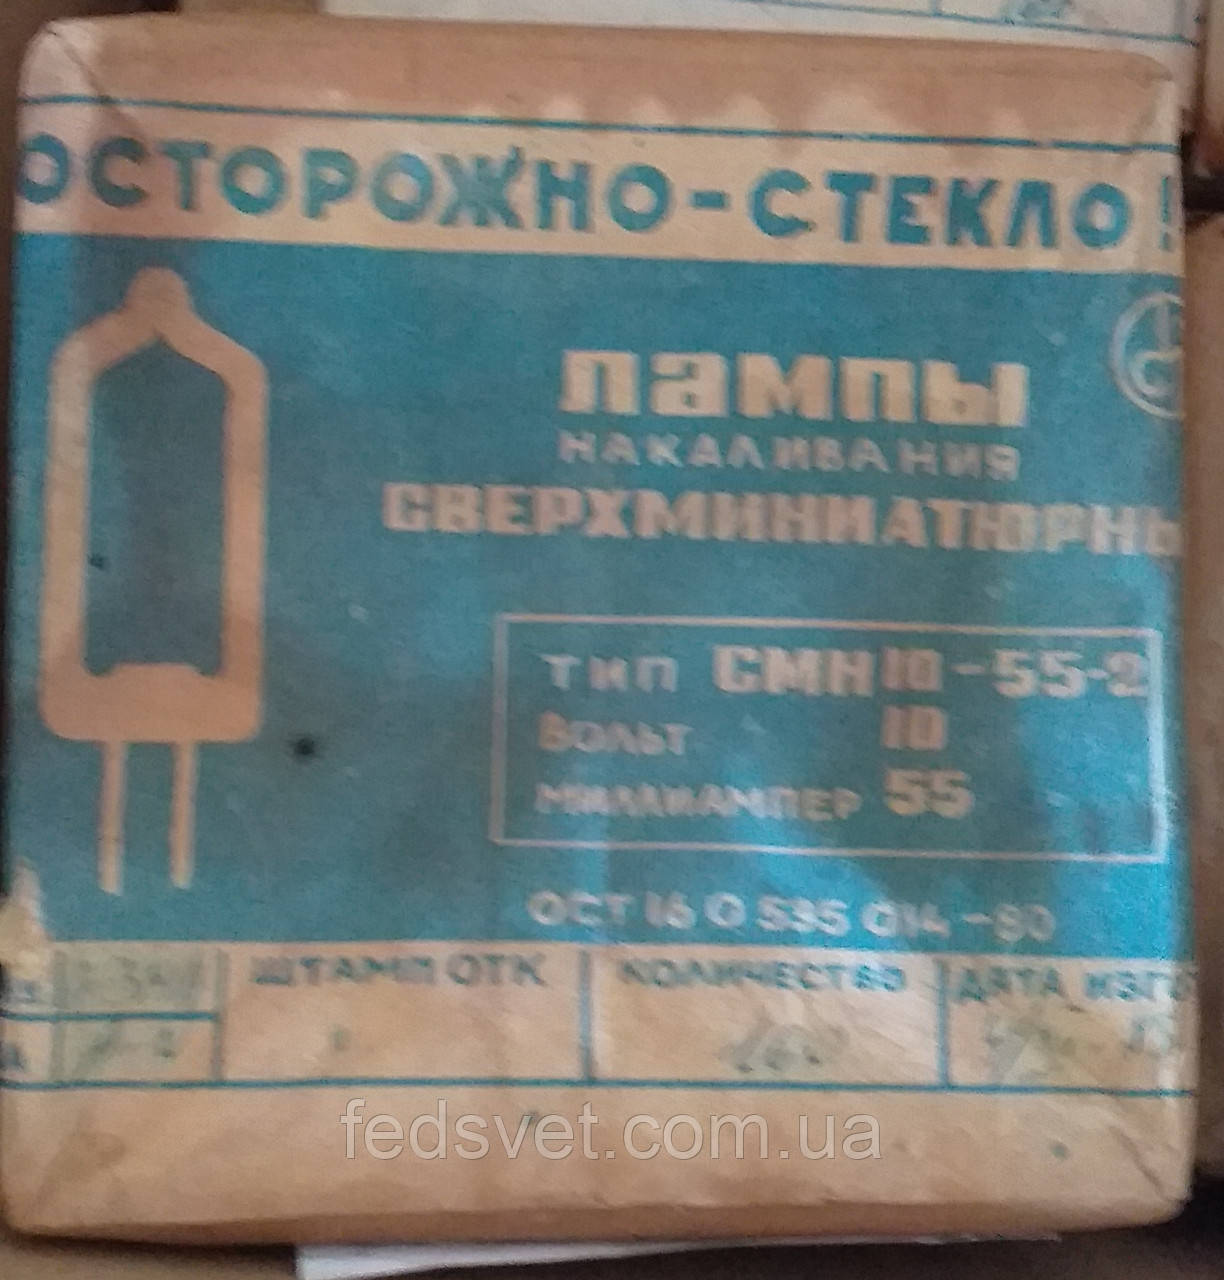 ОСТОРОЖНО-СТЕКЛО!
ЛАМПЫ
НАКАЛИВАНИЯ
СВЕРХМИНИАТЮРНЫ
ТИП СМН10-55-2
ВОЛЬТ 10
МИЛЛИАМПЕР 55
ОСТ 16 0 535 014-80
ШТАМП ОТК КОЛИЧЕСТВО ДАТА ИЗГО
fedsvet.com.ua